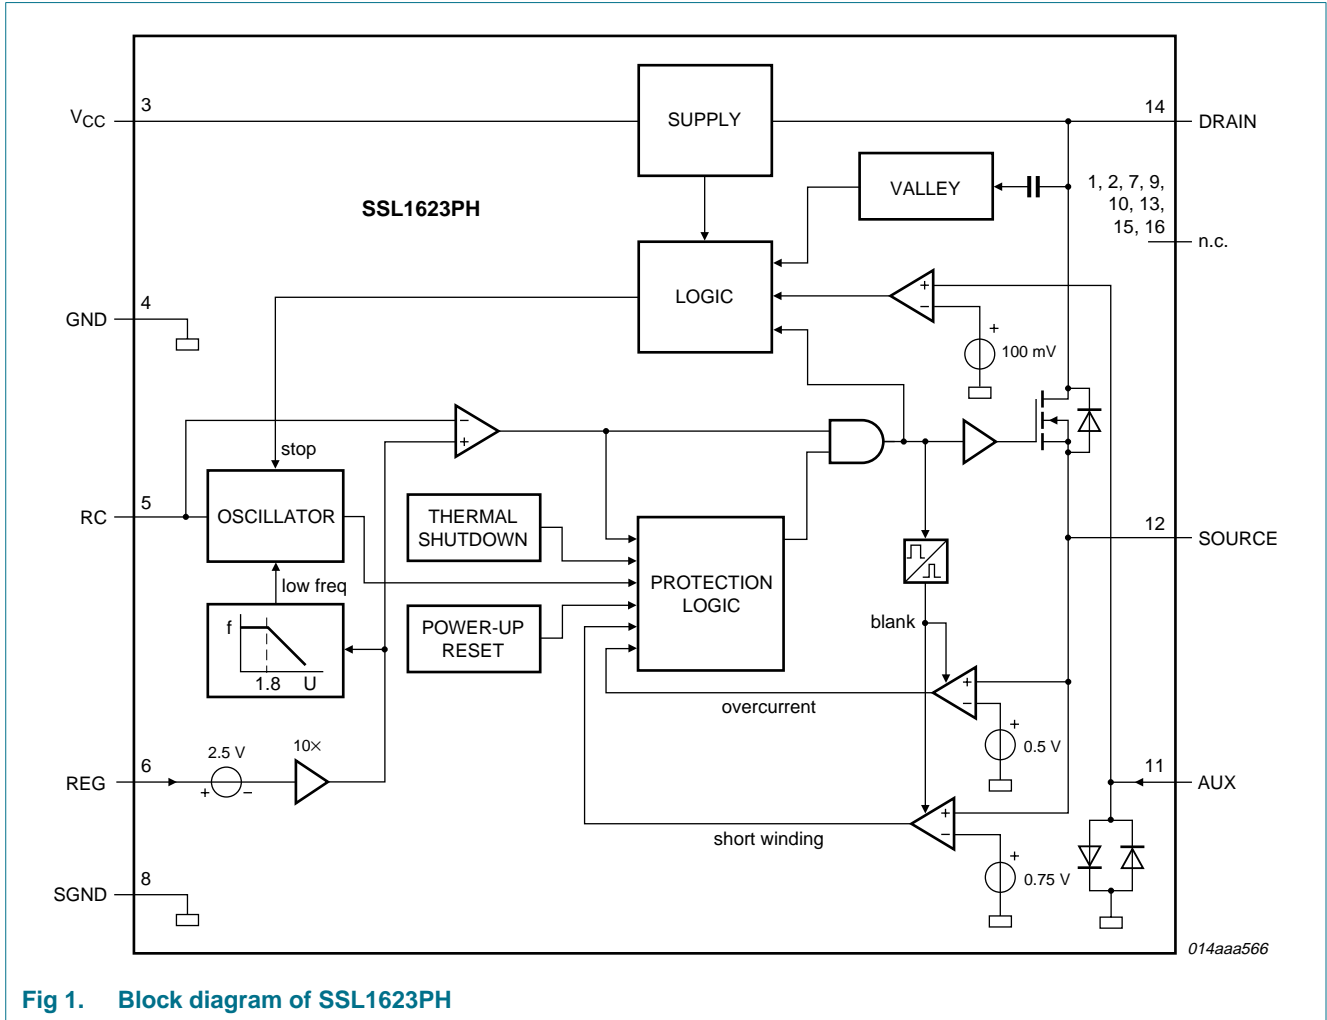 3
VCC
SUPPLY
14
DRAIN
VALLEY
1, 2, 7, 9,
10, 13,
15, 16
n.c.
SSL1623PH
4
GND
LOGIC
+
−
+
100 mV
−
+
stop
5
RC
OSCILLATOR
THERMAL
SHUTDOWN
12
SOURCE
low freq
PROTECTION
LOGIC
f
1.8 U
POWER-UP
RESET
blank
+
−
overcurrent
+
0.5 V
2.5 V
10×
6
REG
+ −
11
AUX
+
−
short winding
+
0.75 V
8
SGND
014aaa566
Fig 1. Block diagram of SSL1623PH